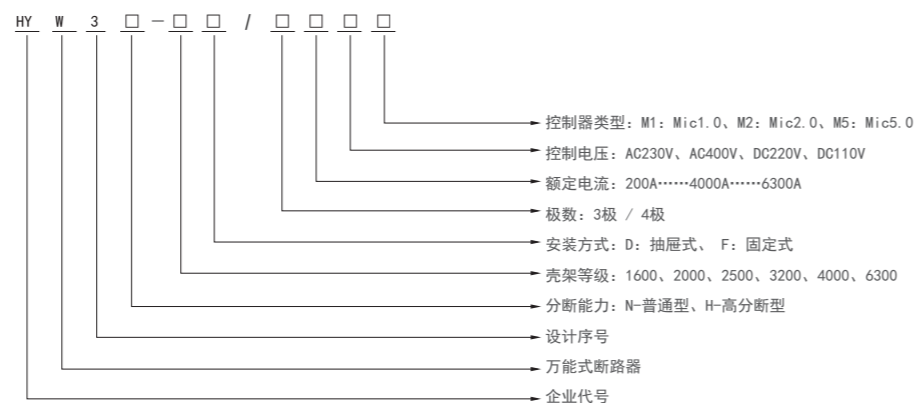 HY W 3 □-□□/□□□□
控制器类型：M1：Mic1.0、M2：Mic2.0、M5：Mic5.0
控制电压：AC230V、AC400V、DC220V、DC110V
额定电流：200A……4000A……6300A
极数：3极 / 4极
安装方式：D：抽屉式、 F：固定式
壳架等级：1600、2000、2500、3200、4000、6300
分断能力：N-普通型、H-高分断型
设计序号
万能式断路器
企业代号